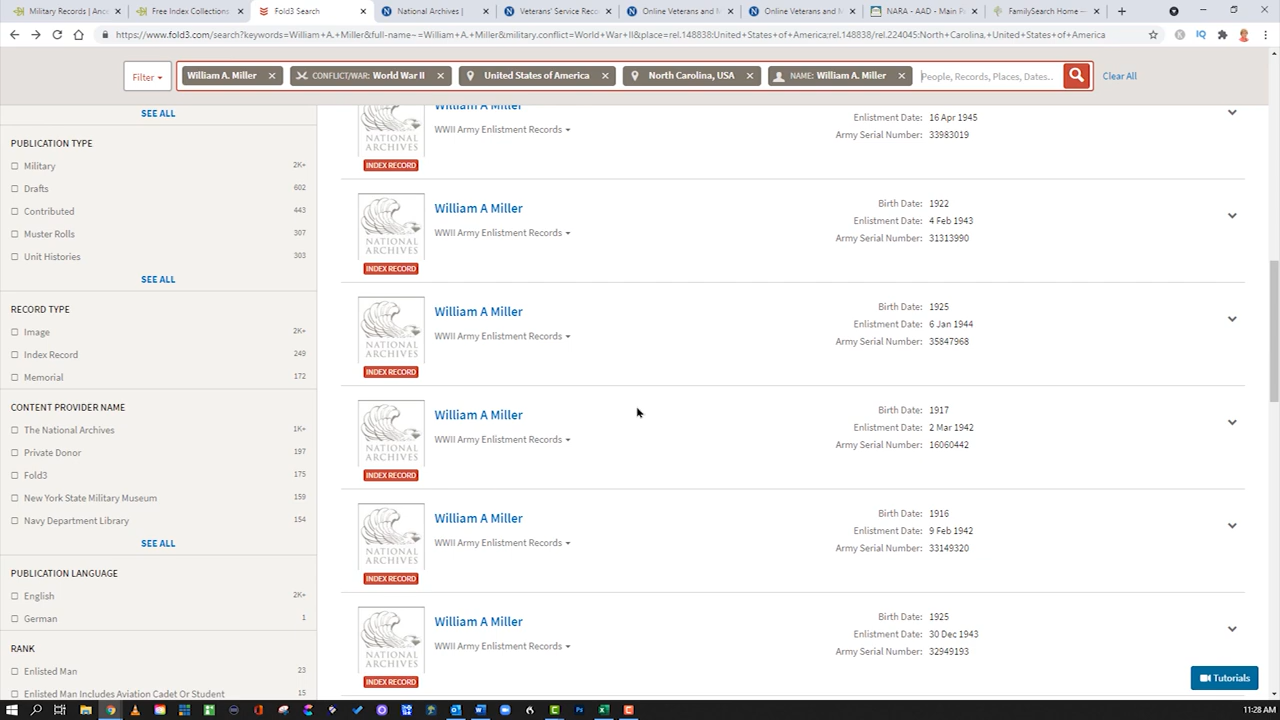 Military Records | Ance
Free Index Collections
Fold3 Search
National Archives |
Veterans' Service Reco
Online Veterans and M
Online Veterans and M
NARA - AAD - Main Pa
FamilySearch Home —
https://www.fold3.com/search?keywords=William+A.+Miller&full-name~=William+A.+Miller&military.conflict=World+War+II&place=rel.148838:United+States+of+America;rel.148838/rel.224045:North+Carolina,+United+States+of+America
Filter
William A. Miller
CONFLICT/WAR: World War II
United States of America
North Carolina, USA
NAME: William A. Miller
People, Records, Places, Dates..
Clear All
SEE ALL
PUBLICATION TYPE
Military 2K+
Drafts 602
Contributed 443
Muster Rolls 307
Unit Histories 303
SEE ALL
RECORD TYPE
Image 2K+
Index Record 249
Memorial 172
CONTENT PROVIDER NAME
The National Archives 1K+
Private Donor 197
Fold3 175
New York State Military Museum 159
Navy Department Library 154
SEE ALL
PUBLICATION LANGUAGE
English 2K+
German 1
RANK
Enlisted Man 23
Enlisted Man Includes Aviation Cadet Or Student 15
NATIONAL
ARCHIVES
INDEX RECORD
William A Miller
WWII Army Enlistment Records
Enlistment Date: 16 Apr 1945
Army Serial Number: 33983019
NATIONAL
ARCHIVES
INDEX RECORD
William A Miller
WWII Army Enlistment Records
Birth Date: 1922
Enlistment Date: 4 Feb 1943
Army Serial Number: 31313990
NATIONAL
ARCHIVES
INDEX RECORD
William A Miller
WWII Army Enlistment Records
Birth Date: 1925
Enlistment Date: 6 Jan 1944
Army Serial Number: 35847968
NATIONAL
ARCHIVES
INDEX RECORD
William A Miller
WWII Army Enlistment Records
Birth Date: 1917
Enlistment Date: 2 Mar 1942
Army Serial Number: 16060442
NATIONAL
ARCHIVES
INDEX RECORD
William A Miller
WWII Army Enlistment Records
Birth Date: 1916
Enlistment Date: 9 Feb 1942
Army Serial Number: 33149320
NATIONAL
ARCHIVES
INDEX RECORD
William A Miller
WWII Army Enlistment Records
Birth Date: 1925
Enlistment Date: 30 Dec 1943
Army Serial Number: 32949193
Tutorials
11:28 AM